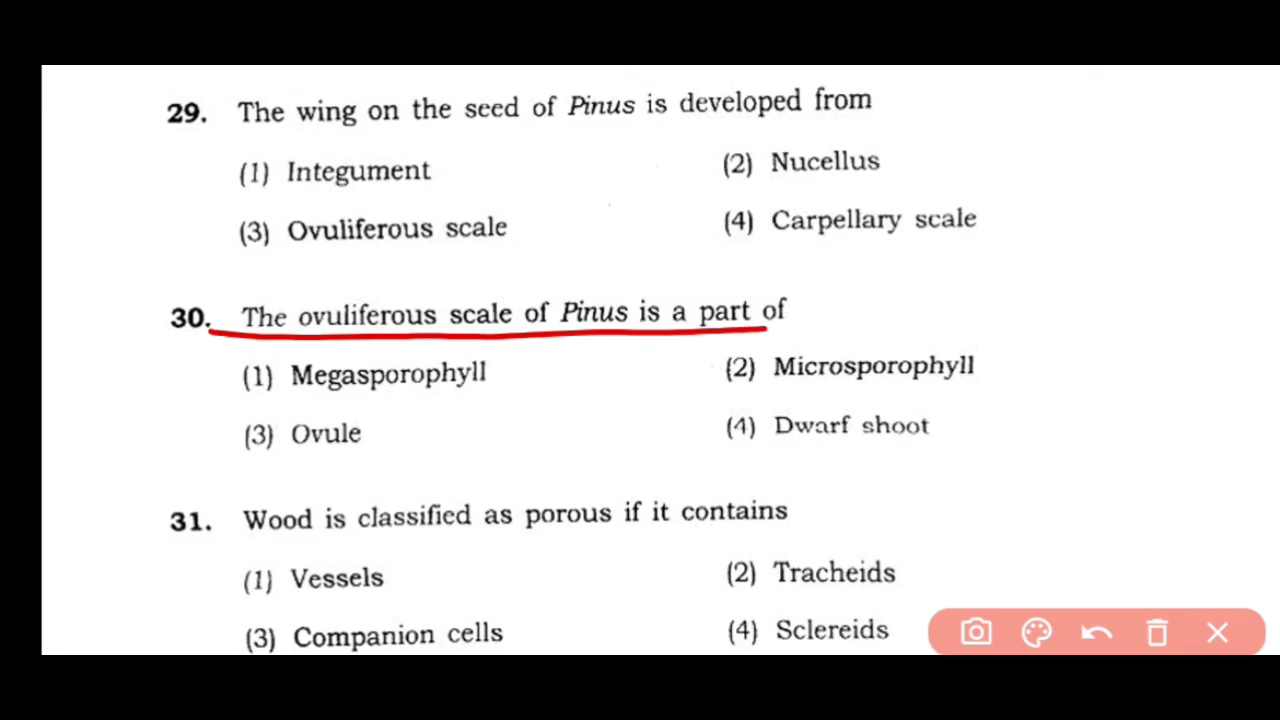 29. The wing on the seed of Pinus is developed from
(1) Integument (2) Nucellus
(3) Ovuliferous scale (4) Carpellary scale
30. The ovuliferous scale of Pinus is a part of
(1) Megasporophyll (2) Microsporophyll
(3) Ovule (4) Dwarf shoot
31. Wood is classified as porous if it contains
(1) Vessels (2) Tracheids
(3) Companion cells (4) Sclereids